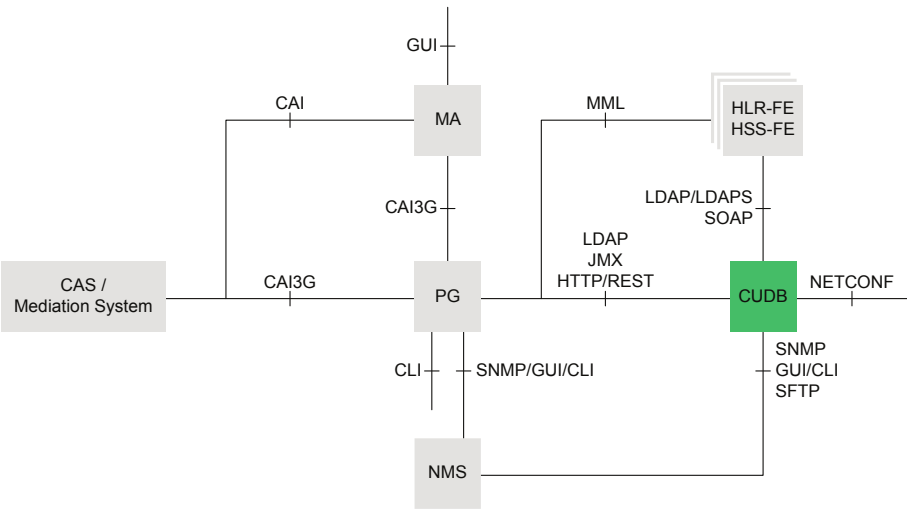 GUI
CAI
MA
MML
HLR-FE
HSS-FE
CAI3G
LDAP/LDAPS
SOAP
CAS /
Mediation System
CAI3G
PG
LDAP
JMX
HTTP/REST
CUDB
NETCONF
CLI
SNMP/GUI/CLI
SNMP
GUI/CLI
SFTP
NMS